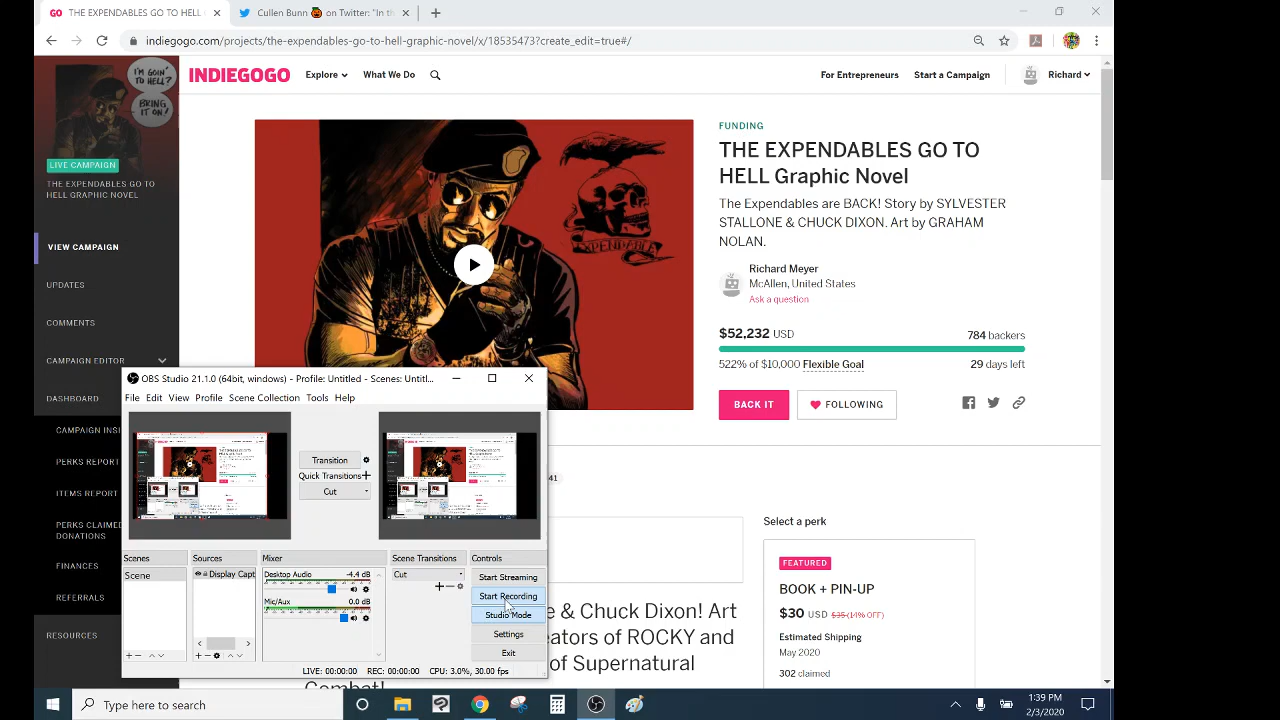 GO THE EXPENDABLES GO TO HELL
Cullen Bunn 🎃 on Twitter: "In th
indiegogo.com/projects/the-expendables-go-to-hell-graphic-novel/x/18535473?create_edit=true#/
I'M GOIN' TO HELL?
BRING IT ON!
LIVE CAMPAIGN
THE EXPENDABLES GO TO
HELL GRAPHIC NOVEL
VIEW CAMPAIGN
UPDATES
COMMENTS
CAMPAIGN EDITOR
DASHBOARD
CAMPAIGN INSI
PERKS REPORT
ITEMS REPORT
PERKS CLAIMED
DONATIONS
FINANCES
REFERRALS
RESOURCES
INDIEGOGO
Explore
What We Do
For Entrepreneurs
Start a Campaign
Richard
EXPENDABLES
FUNDING
THE EXPENDABLES GO TO
HELL Graphic Novel
The Expendables are BACK! Story by SYLVESTER
STALLONE & CHUCK DIXON. Art by GRAHAM
NOLAN.
Richard Meyer
McAllen, United States
Ask a question
$52,232 USD
784 backers
522% of $10,000 Flexible Goal
29 days left
BACK IT
FOLLOWING
41
Select a perk
FEATURED
BOOK + PIN-UP
$30 USD $35 (14% OFF)
Estimated Shipping
May 2020
302 claimed
e & Chuck Dixon! Art
eators of ROCKY and
of Supernatural
Combat!
OBS Studio 21.1.0 (64bit, windows) - Profile: Untitled - Scenes: Untitl...
File Edit View Profile Scene Collection Tools Help
Transition
Quick Transitions
Cut
Scenes
Sources
Mixer
Scene Transitions
Controls
Scene
Display Capt
Desktop Audio -4.4 dB
Mic/Aux 0.0 dB
Cut
Start Streaming
Start Recording
Studio Mode
Settings
Exit
LIVE: 00:00:00 REC: 00:00:00 CPU: 3.0%, 30.00 fps
Type here to search
1:39 PM
2/3/2020